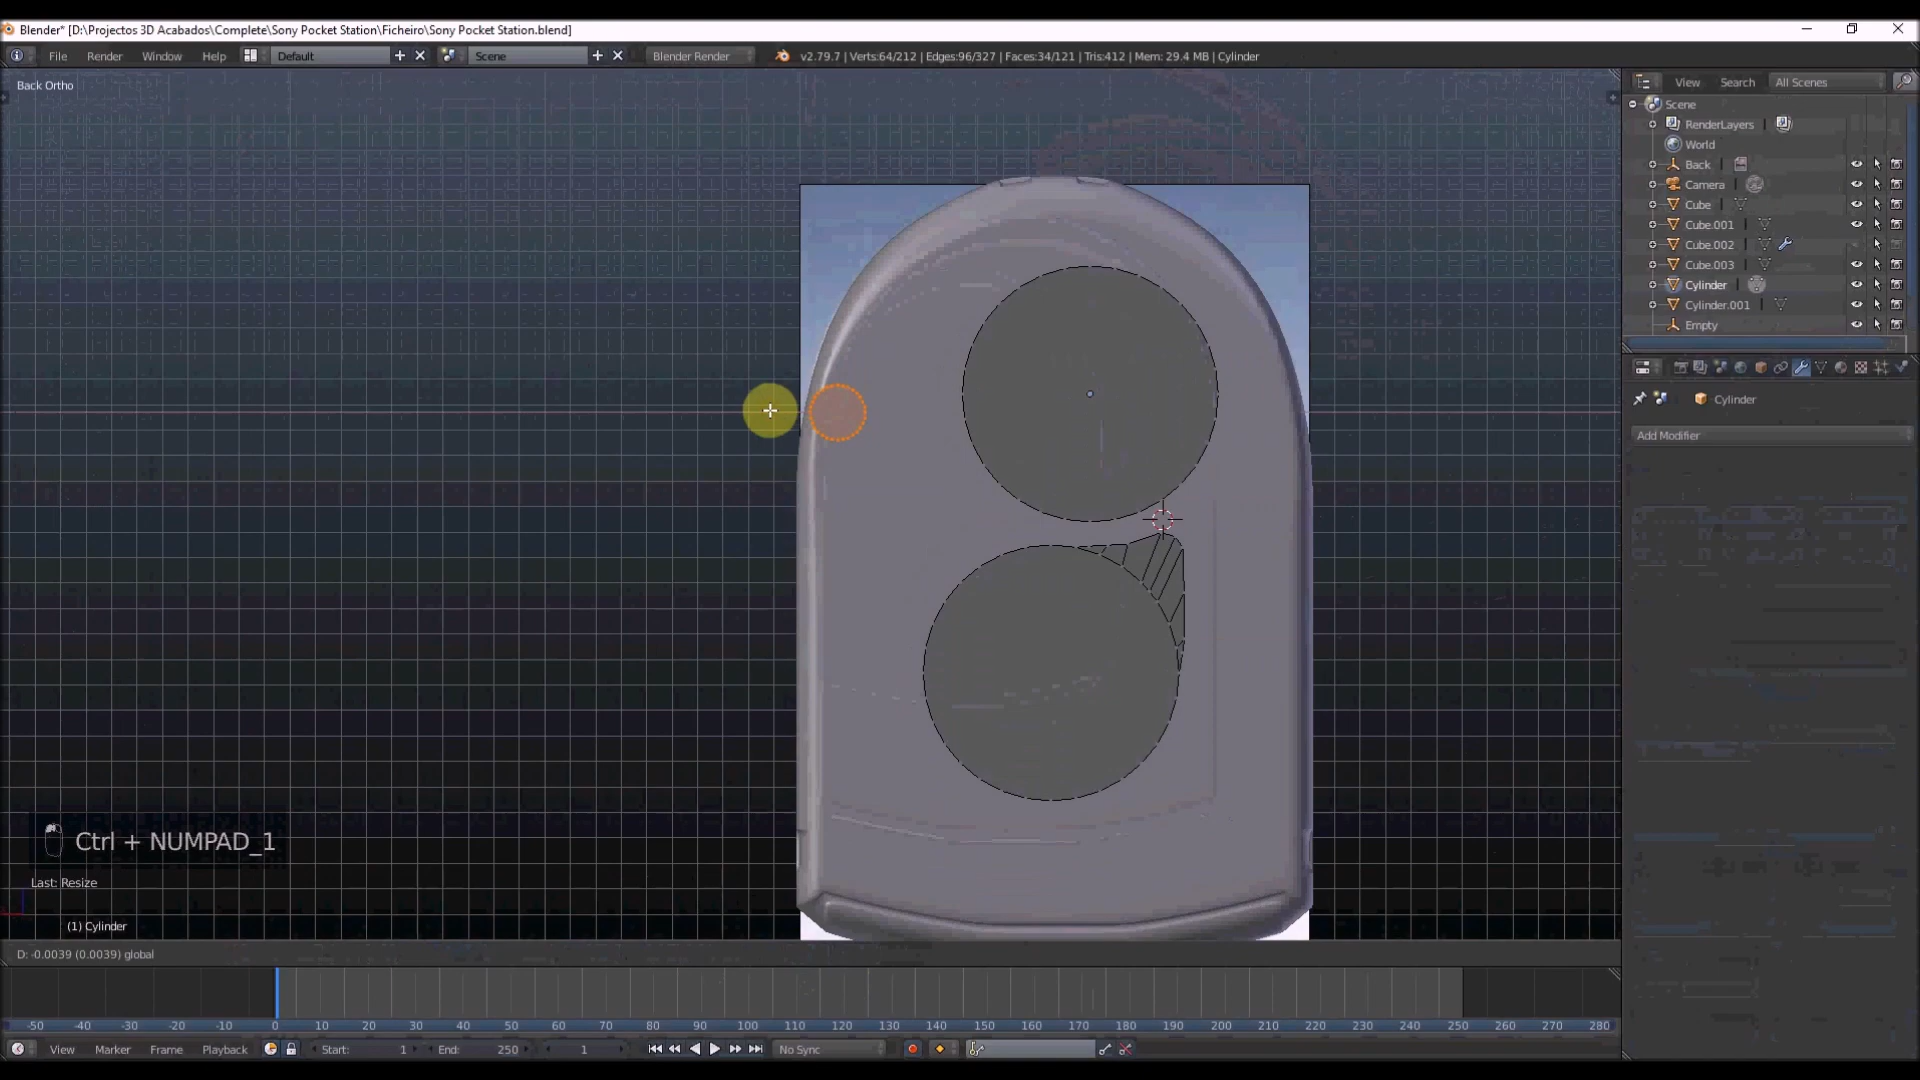 Blender* [D:\Projectos 3D Acabados\Complete\Sony Pocket Station\Ficheiro\Sony Pocket Station.blend]
File Render Window Help Default Scene Blender Render v2.79.7 | Verts:64/212 | Edges:96/327 | Faces:34/121 | Tris:412 | Mem: 29.4 MB | Cylinder
Back Ortho
View Search All Scenes
Scene
RenderLayers
World
Back
Camera
Cube
Cube.001
Cube.002
Cube.003
Cylinder
Cylinder.001
Empty
Cylinder
Add Modifier
Ctrl + NUMPAD_1
Last: Resize
(1) Cylinder
D: -0.0039 (0.0039) global
-50 -40 -30 -20 -10 0 10 20 30 40 50 60 70 80 90 100 110 120 130 140 150 160 170 180 190 200 210 220 230 240 250 260 270 280
View Marker Frame Playback Start: 1 End: 250 1 No Sync